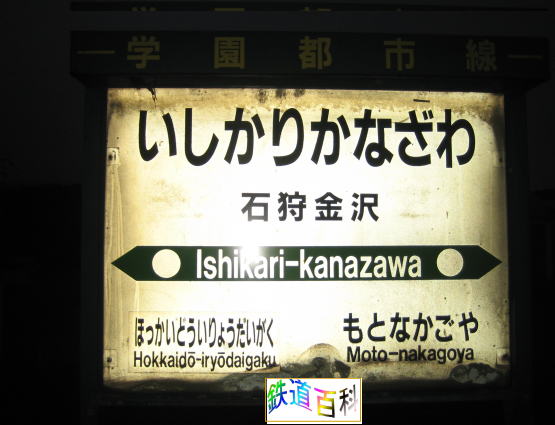 学園都市線
いしかりかなざわ
石狩金沢
Ishikari-kanazawa
ほっかいどういりょうだいがく もとなかごや
Hokkaidō-iryōdaigaku Moto-nakagoya
鉄道百科